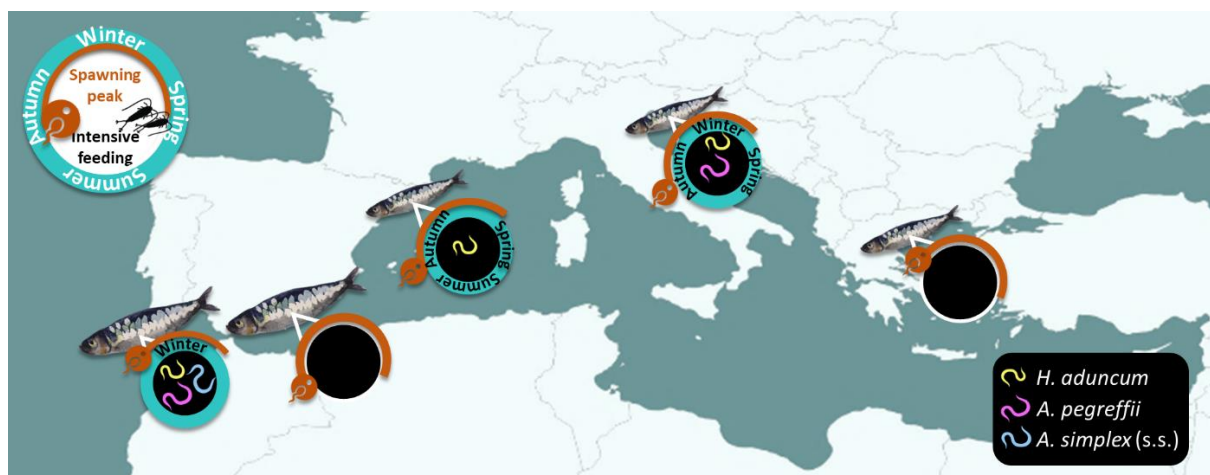 Winter
Spawning
peak
Autumn
Spring
Intensive
feeding
Summer
Winter
Autumn
Spring
Autumn
Spring
Summer
Winter
H. aduncum
A. pegreffii
A. simplex (s.s.)